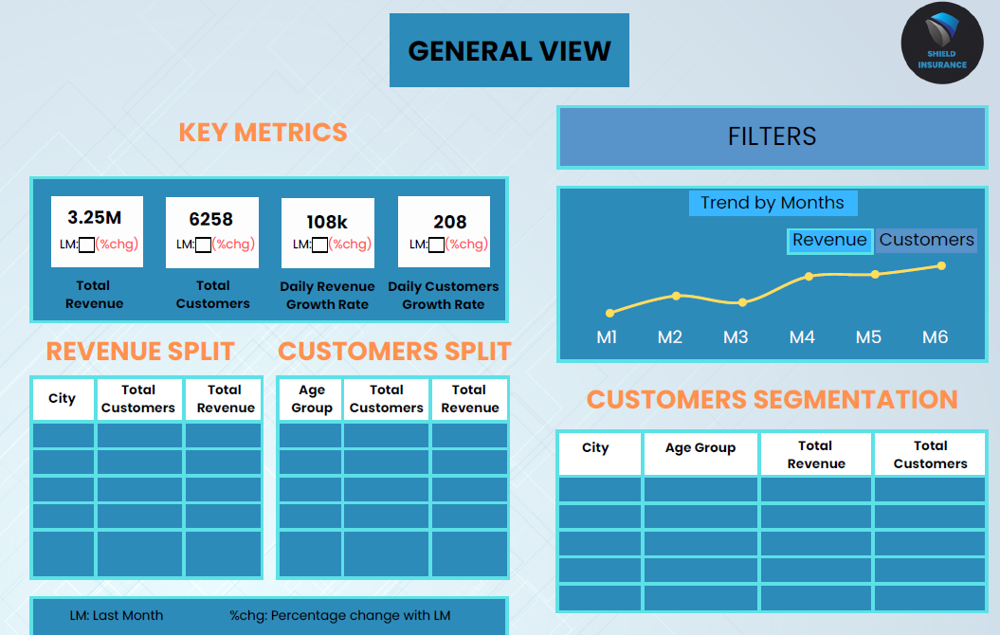 GENERAL VIEW
SHIELD
INSURANCE
KEY METRICS
3.25M
LM: (%chg)
Total
Revenue
6258
LM: (%chg)
Total
Customers
108k
LM: (%chg)
Daily Revenue
Growth Rate
208
LM: (%chg)
Daily Customers
Growth Rate
FILTERS
Trend by Months
Revenue Customers
M1 M2 M3 M4 M5 M6
REVENUE SPLIT
City Total Customers Total Revenue
CUSTOMERS SPLIT
Age Group Total Customers Total Revenue
CUSTOMERS SEGMENTATION
City Age Group Total Revenue Total Customers
LM: Last Month %chg: Percentage change with LM